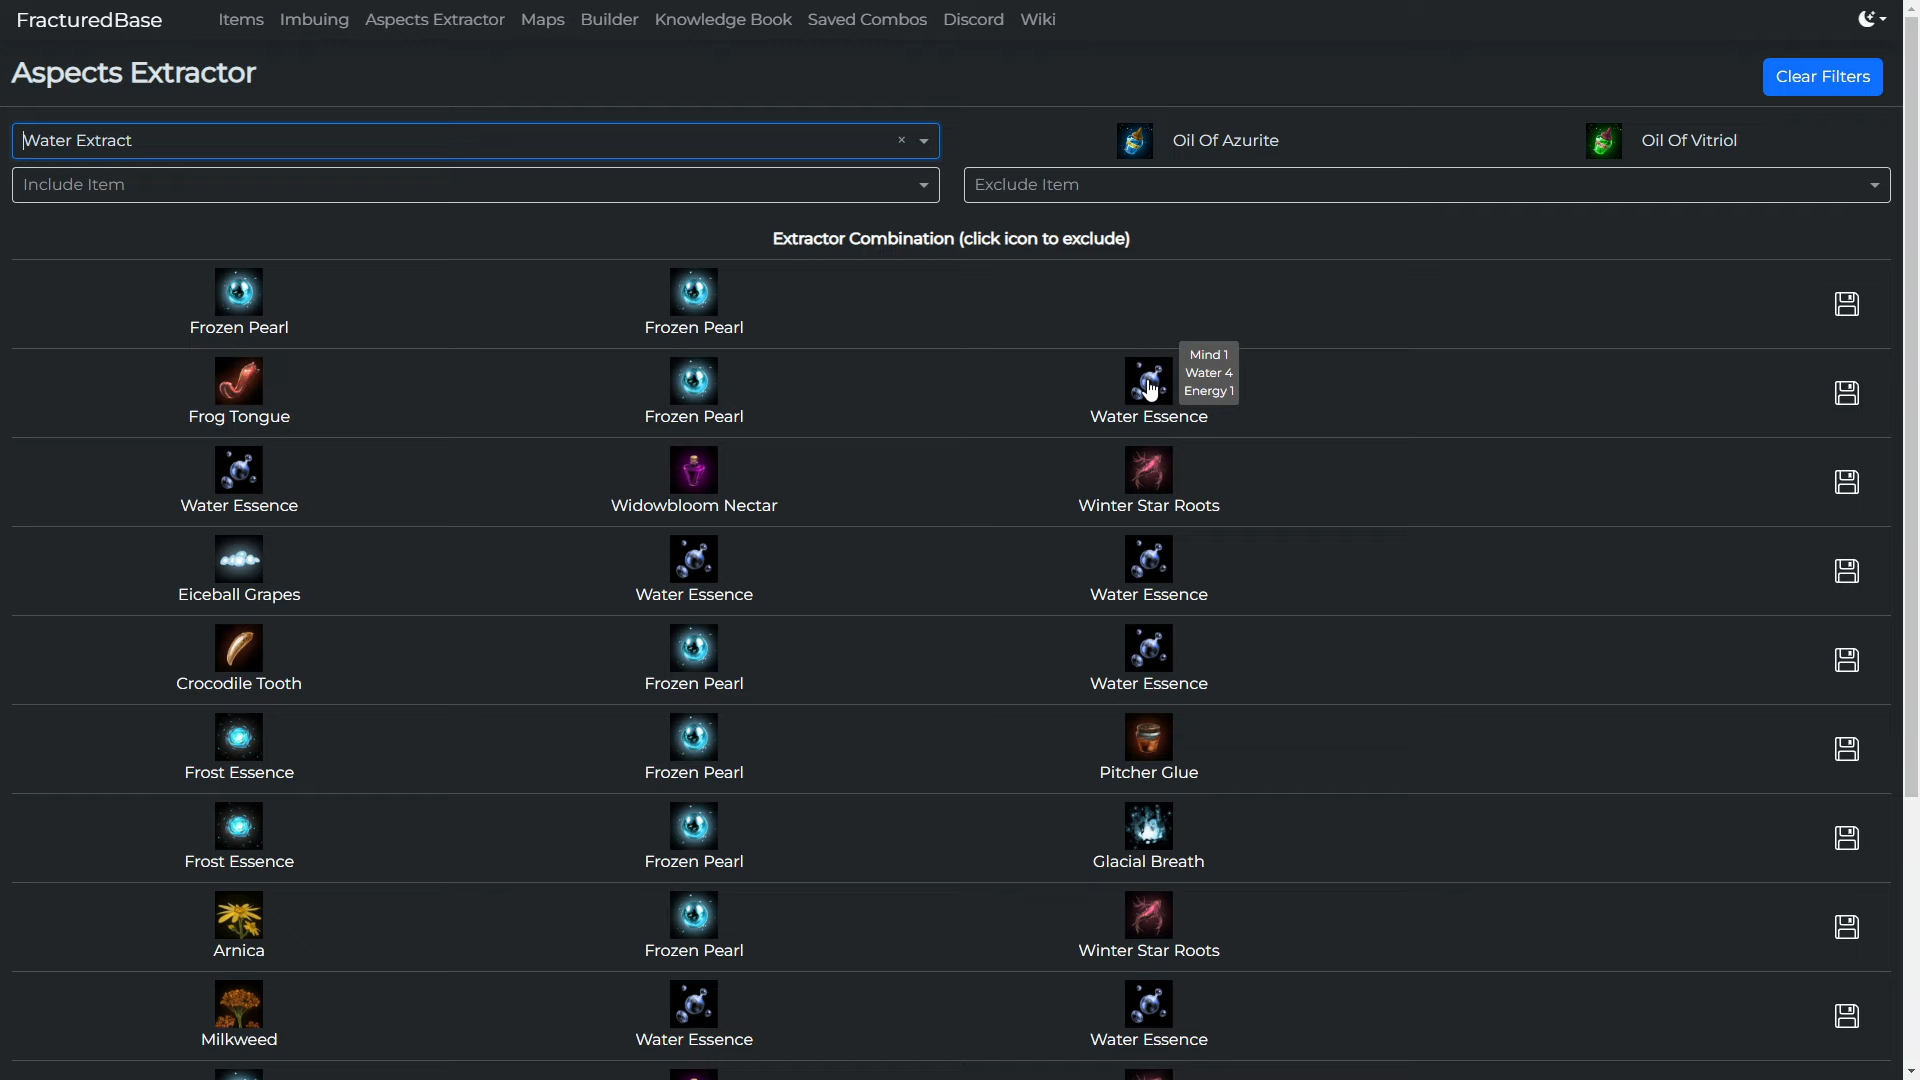 FracturedBase Items Imbuing Aspects Extractor Maps Builder Knowledge Book Saved Combos Discord Wiki
Aspects Extractor
Clear Filters
Water Extract × Oil Of Azurite Oil Of Vitriol
Include Item Exclude Item
Extractor Combination (click icon to exclude)
Frozen Pearl Frozen Pearl
Mind 1
Water 4
Energy 1
Frog Tongue Frozen Pearl Water Essence
Water Essence Widowbloom Nectar Winter Star Roots
Eiceball Grapes Water Essence Water Essence
Crocodile Tooth Frozen Pearl Water Essence
Frost Essence Frozen Pearl Pitcher Glue
Frost Essence Frozen Pearl Glacial Breath
Arnica Frozen Pearl Winter Star Roots
Milkweed Water Essence Water Essence